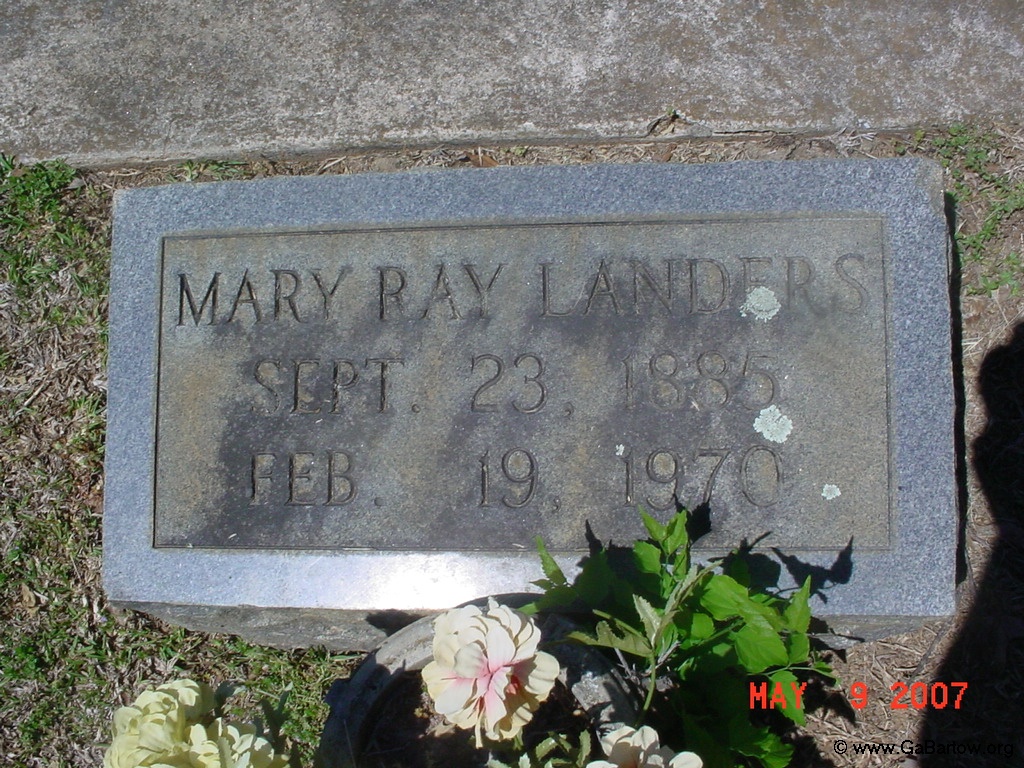 MARY RAY LANDERS
SEPT. 23, 1885
FEB. 19, 1970
MAY 9 2007
© www.GaBartow.org